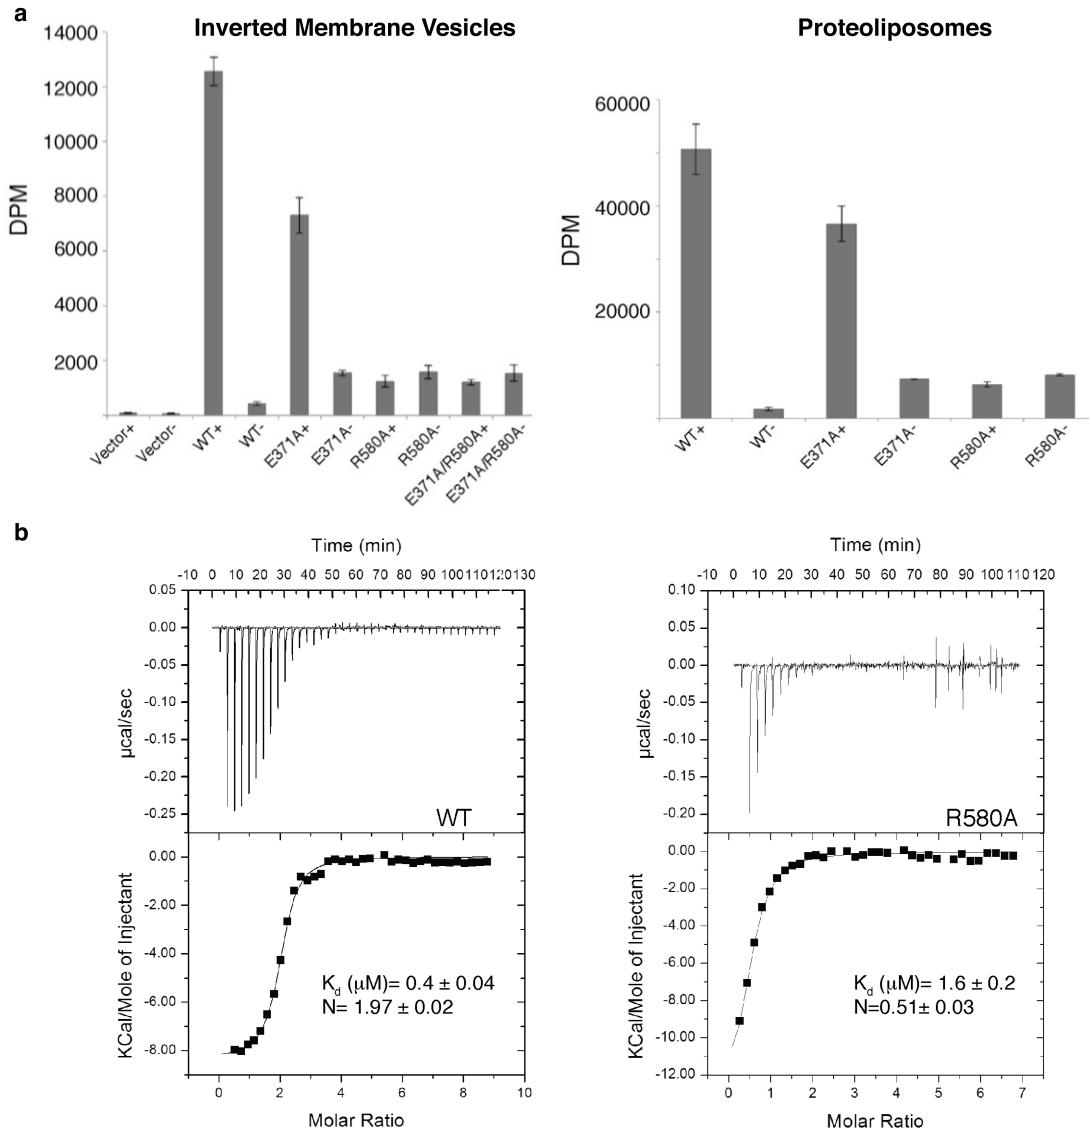 a
Inverted Membrane Vesicles
Proteoliposomes
14000
12000
10000
8000
6000
4000
2000
DPM
Vector+
Vector-
WT+
WT-
E371A+
E371A-
R580A+
R580A-
E371A/R580A+
E371A/R580A-
60000
40000
20000
DPM
WT+
WT-
E371A+
E371A-
R580A+
R580A-
b
Time (min)
-10 0 10 20 30 40 50 60 70 80 90 100 110 120 130
0.05
0.00
-0.05
-0.10
-0.15
-0.20
-0.25
µcal/sec
WT
0.00
-2.00
-4.00
-6.00
-8.00
KCal/Mole of Injectant
Kd (µM)= 0.4 ± 0.04
N= 1.97 ± 0.02
0 2 4 6 8 10
Molar Ratio
Time (min)
-10 0 10 20 30 40 50 60 70 80 90 100 110 120
0.10
0.05
0.00
-0.05
-0.10
-0.15
-0.20
µcal/sec
R580A
0.00
-2.00
-4.00
-6.00
-8.00
-10.00
-12.00
KCal/Mole of Injectant
Kd (µM)= 1.6 ± 0.2
N=0.51± 0.03
0 1 2 3 4 5 6 7
Molar Ratio